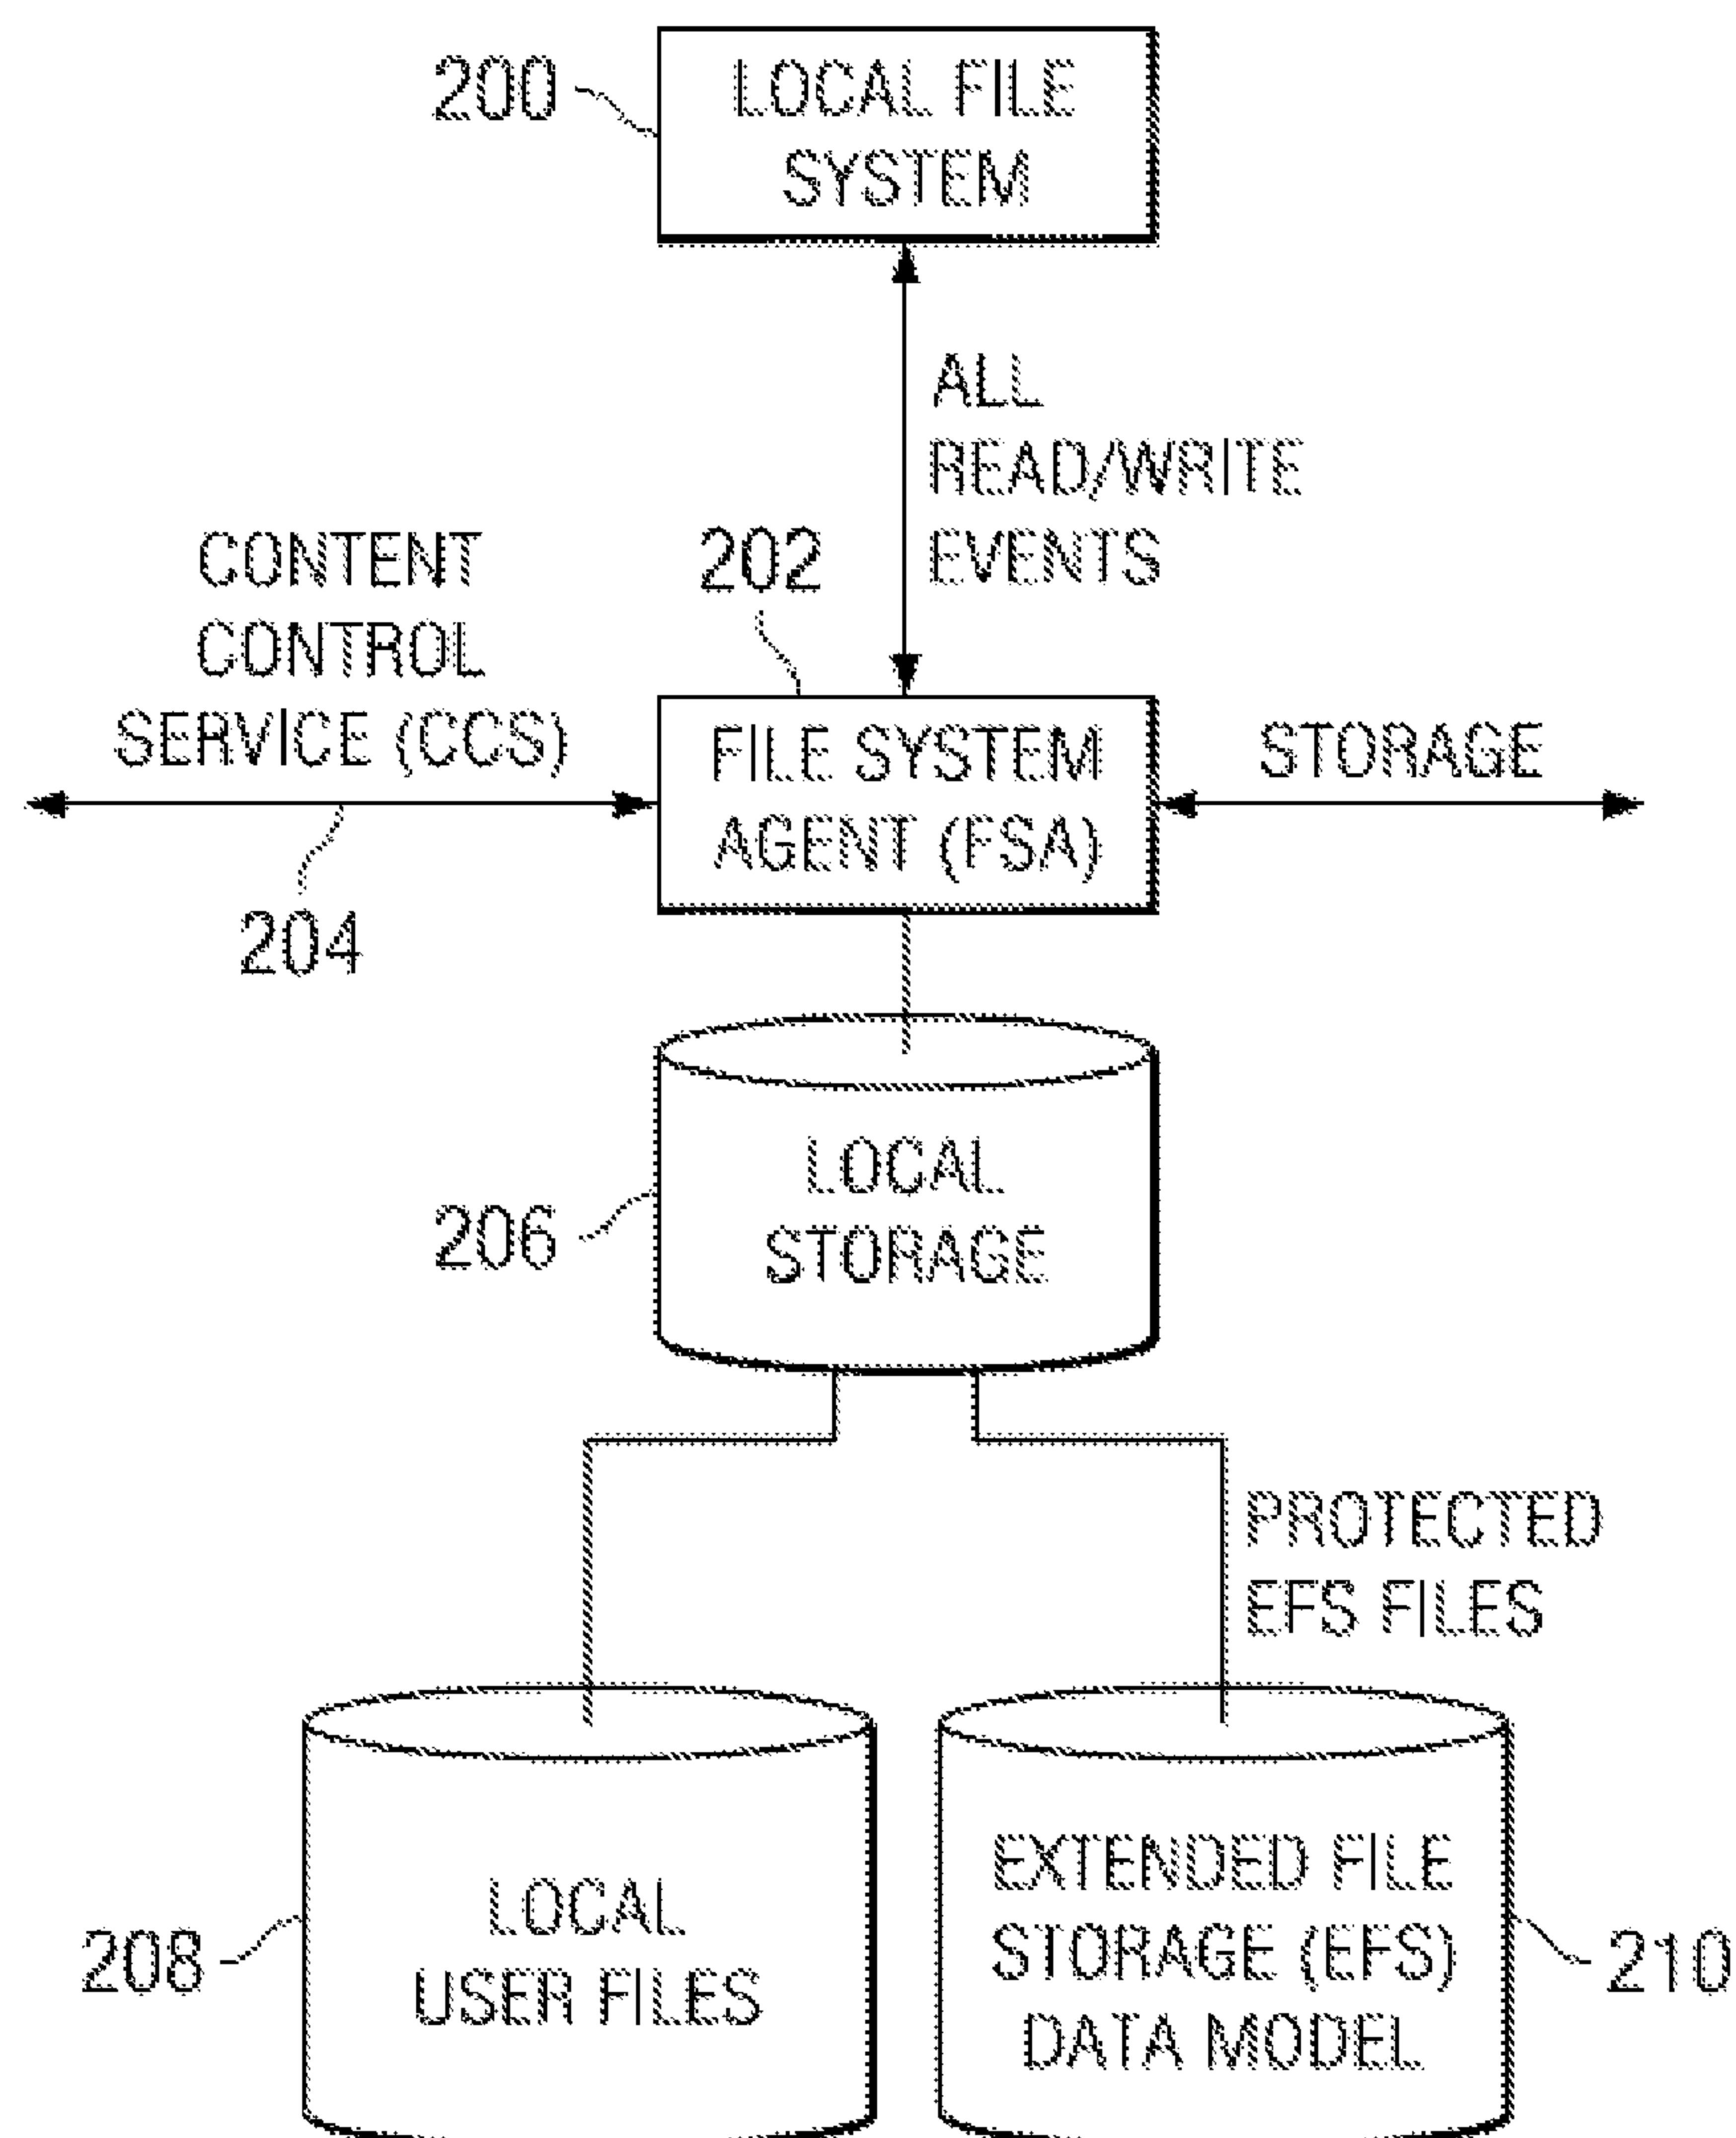 200
LOCAL FILE
SYSTEM
ALL
READ/WRITE
EVENTS
202
CONTENT
CONTROL
SERVICE (CCS)
204
FILE SYSTEM
AGENT (FSA)
STORAGE
206
LOCAL
STORAGE
PROTECTED
EFS FILES
208
LOCAL
USER FILES
EXTENDED FILE
STORAGE (EFS)
DATA MODEL
210